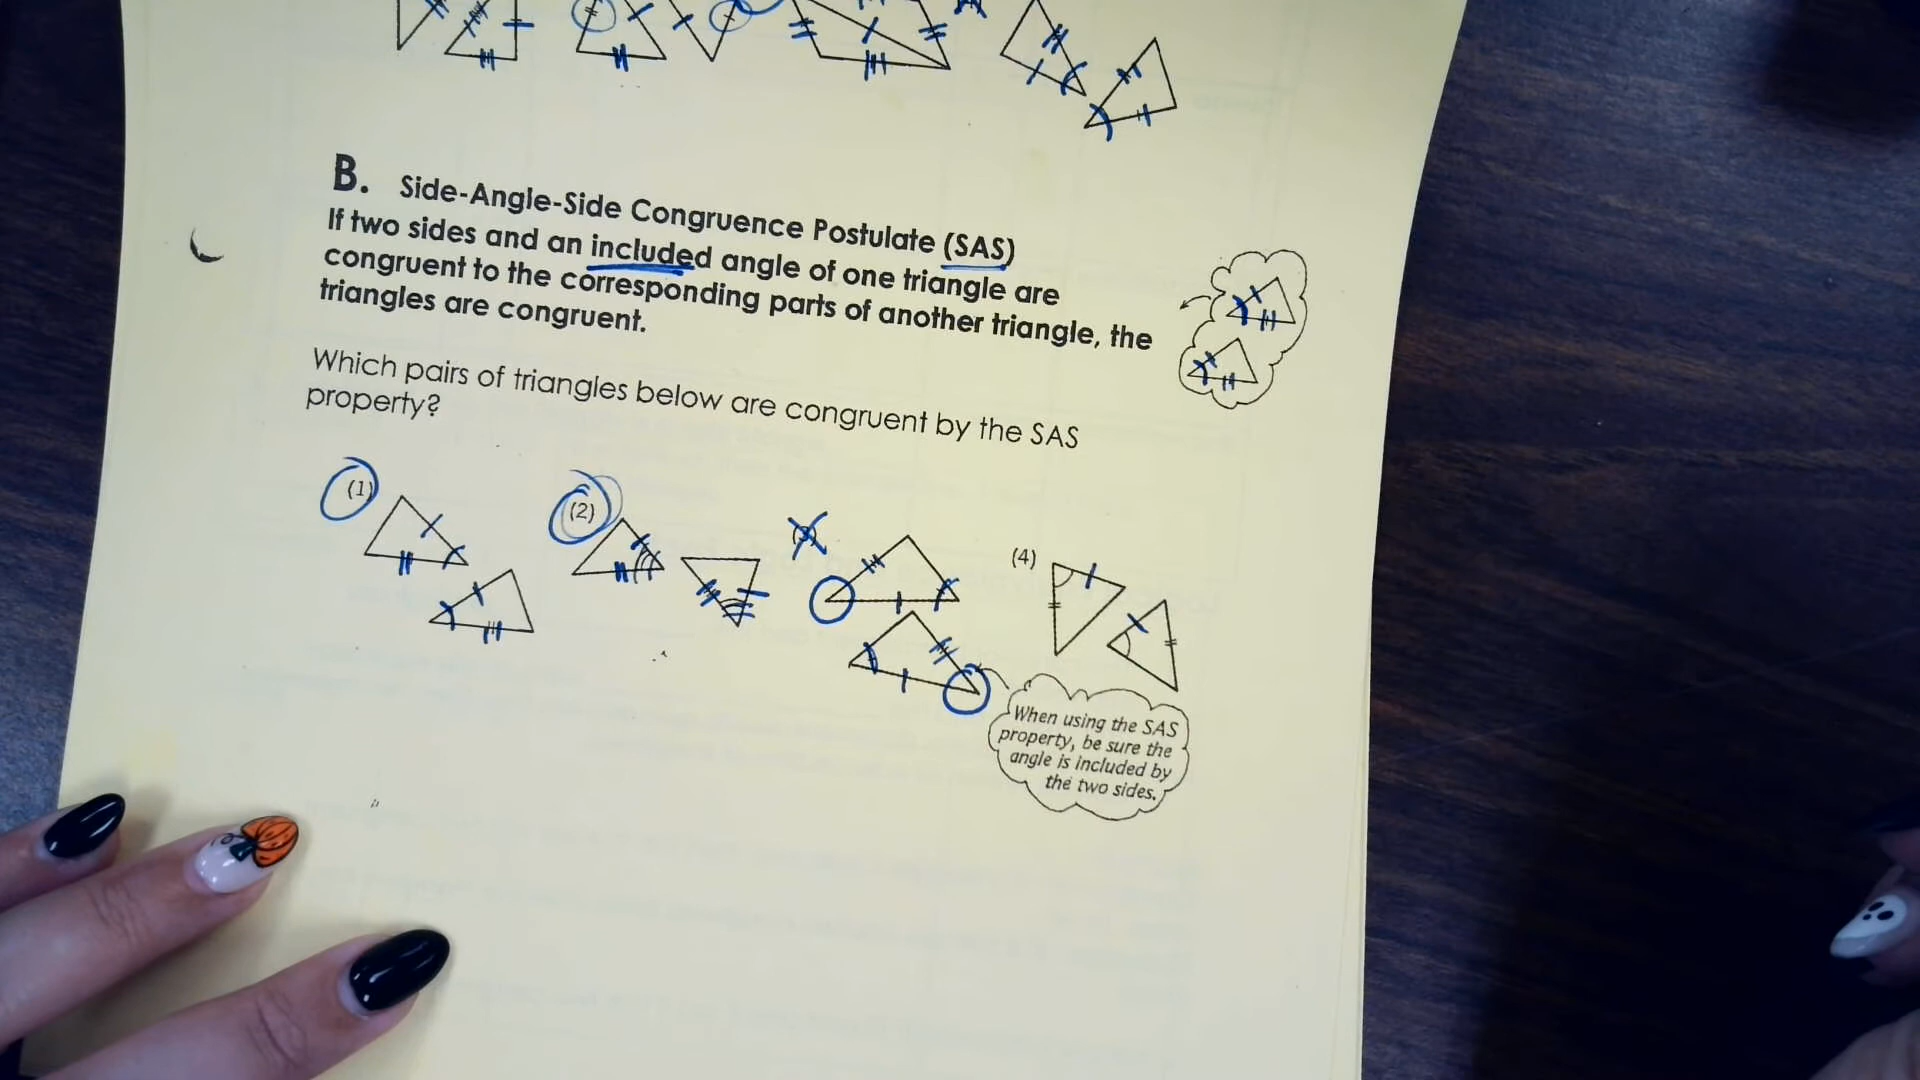 B. Side-Angle-Side Congruence Postulate (SAS)
If two sides and an included angle of one triangle are
congruent to the corresponding parts of another triangle, the
triangles are congruent.
Which pairs of triangles below are congruent by the SAS
property?
(1)
(2)
(4)
When using the SAS
property, be sure the
angle is included by
the two sides.